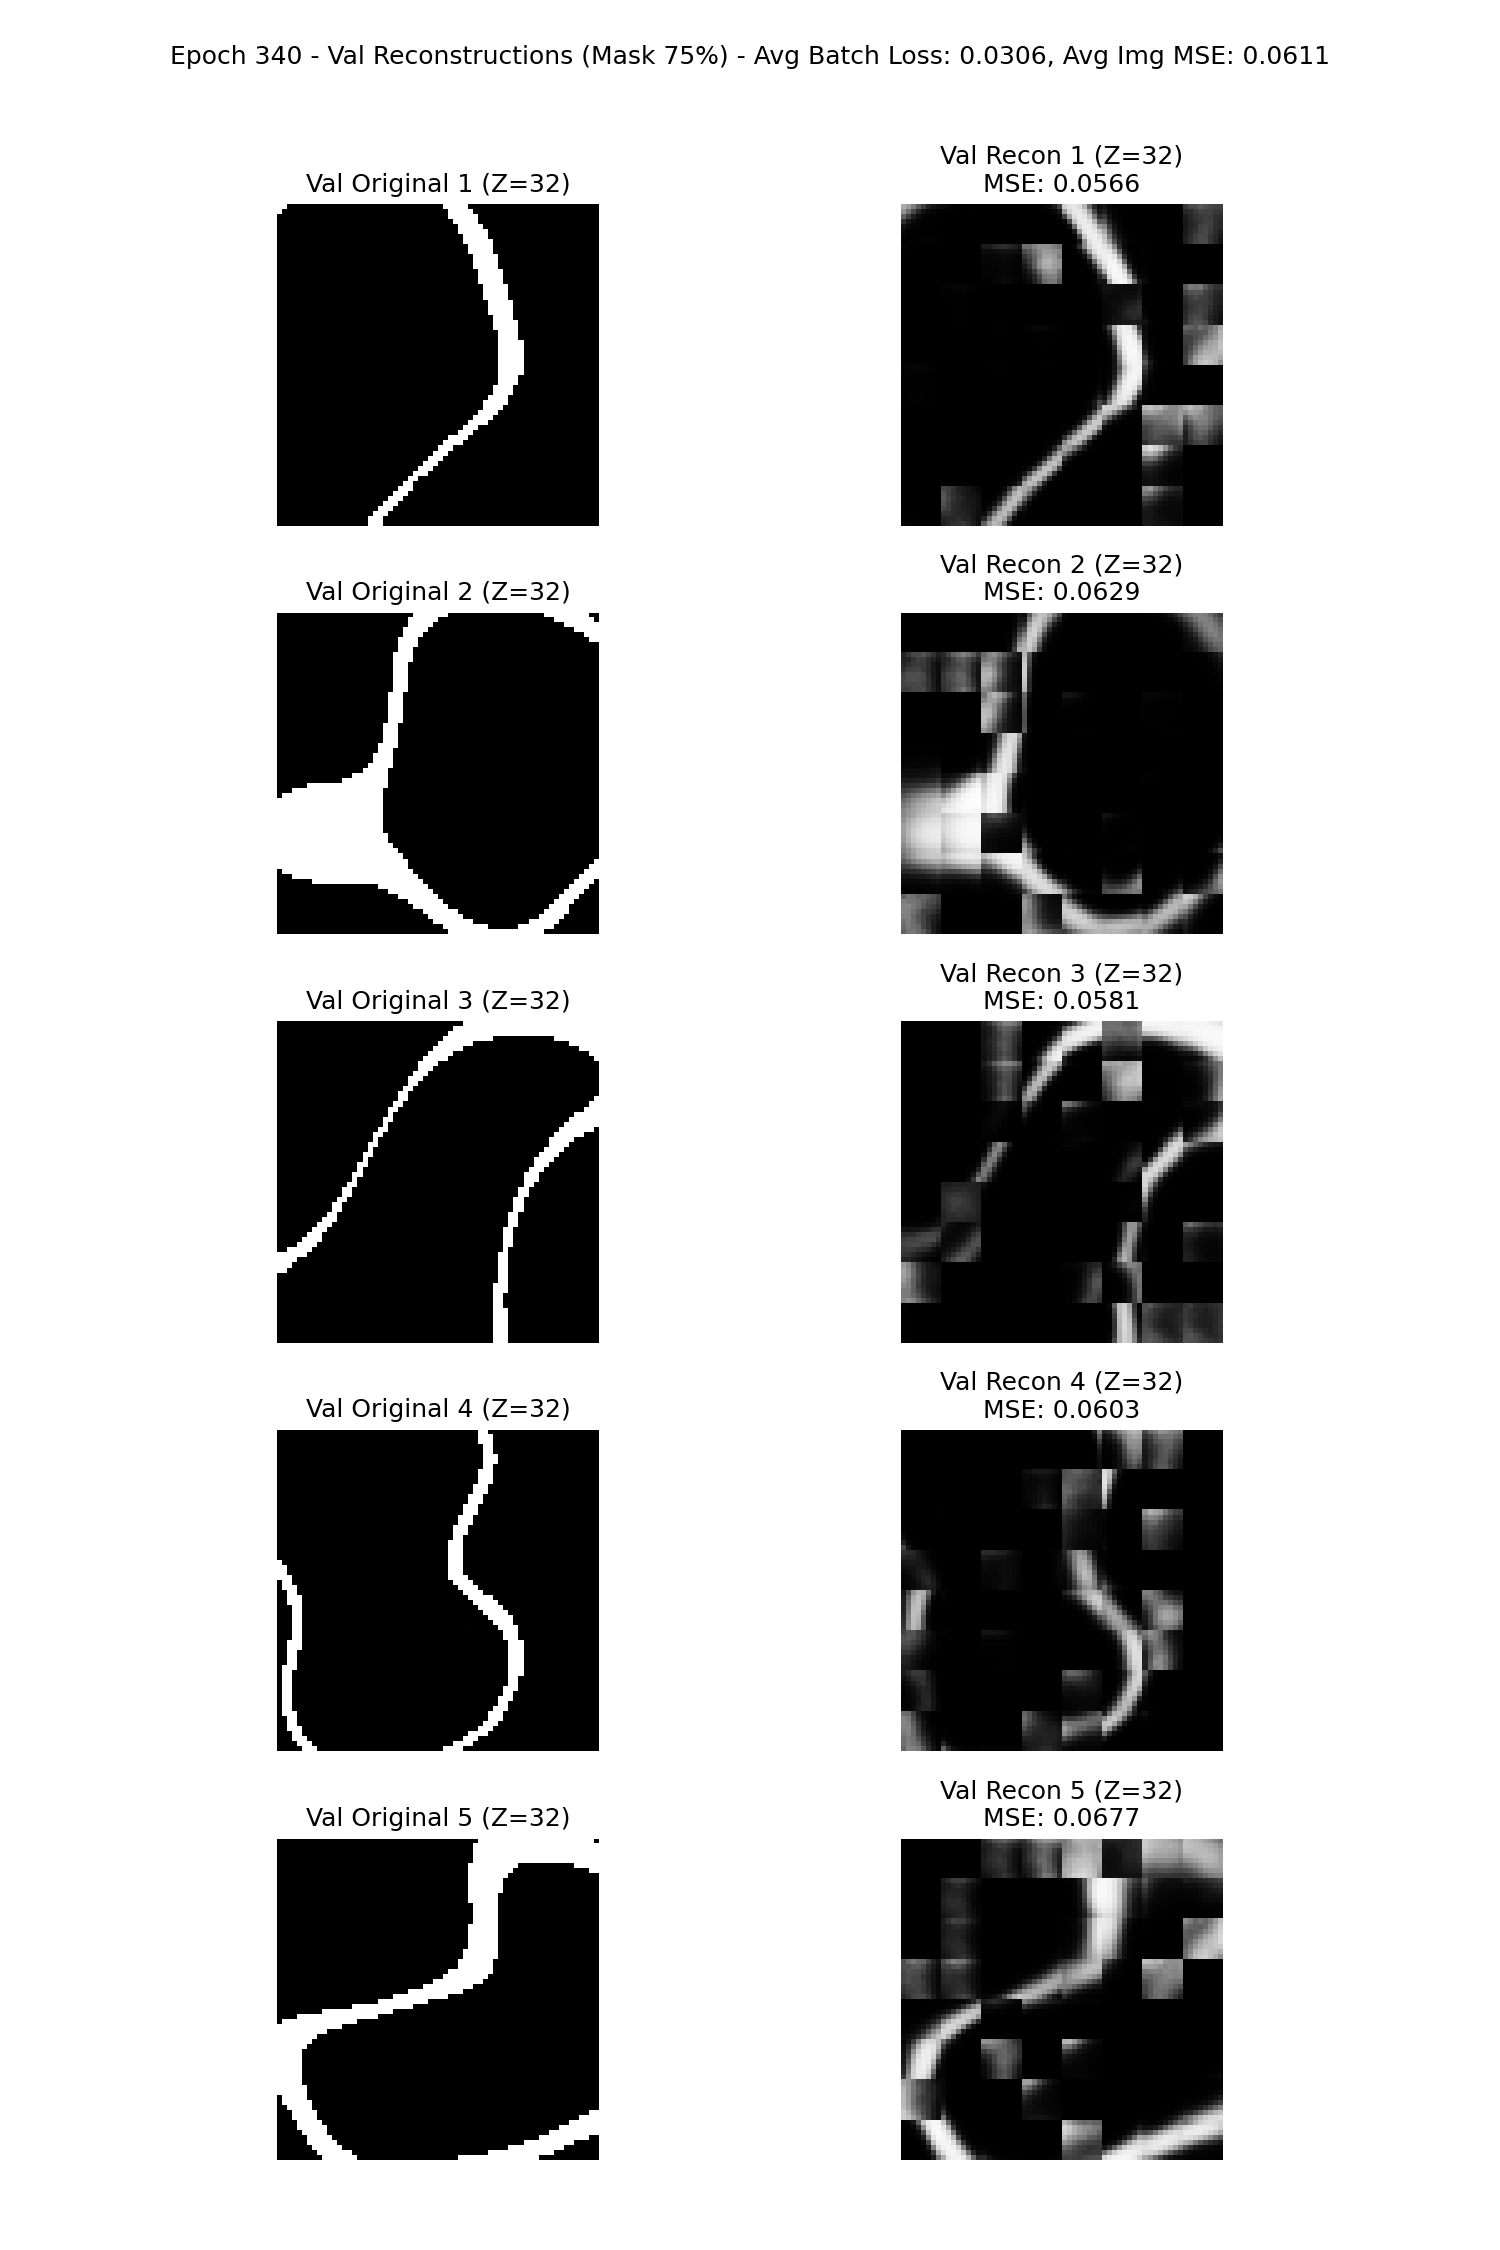 Epoch 340 - Val Reconstructions (Mask 75%) - Avg Batch Loss: 0.0306, Avg Img MSE: 0.0611
Val Original 1 (Z=32)
Val Recon 1 (Z=32)
MSE: 0.0566
Val Original 2 (Z=32)
Val Recon 2 (Z=32)
MSE: 0.0629
Val Original 3 (Z=32)
Val Recon 3 (Z=32)
MSE: 0.0581
Val Original 4 (Z=32)
Val Recon 4 (Z=32)
MSE: 0.0603
Val Original 5 (Z=32)
Val Recon 5 (Z=32)
MSE: 0.0677